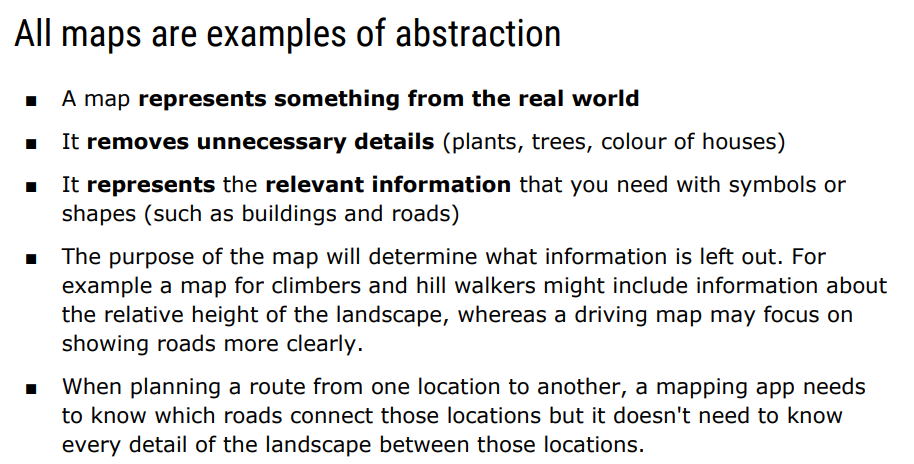 All maps are examples of abstraction
▪ A map represents something from the real world
▪ It removes unnecessary details (plants, trees, colour of houses)
▪ It represents the relevant information that you need with symbols or
shapes (such as buildings and roads)
▪ The purpose of the map will determine what information is left out. For
example a map for climbers and hill walkers might include information about
the relative height of the landscape, whereas a driving map may focus on
showing roads more clearly.
▪ When planning a route from one location to another, a mapping app needs
to know which roads connect those locations but it doesn't need to know
every detail of the landscape between those locations.